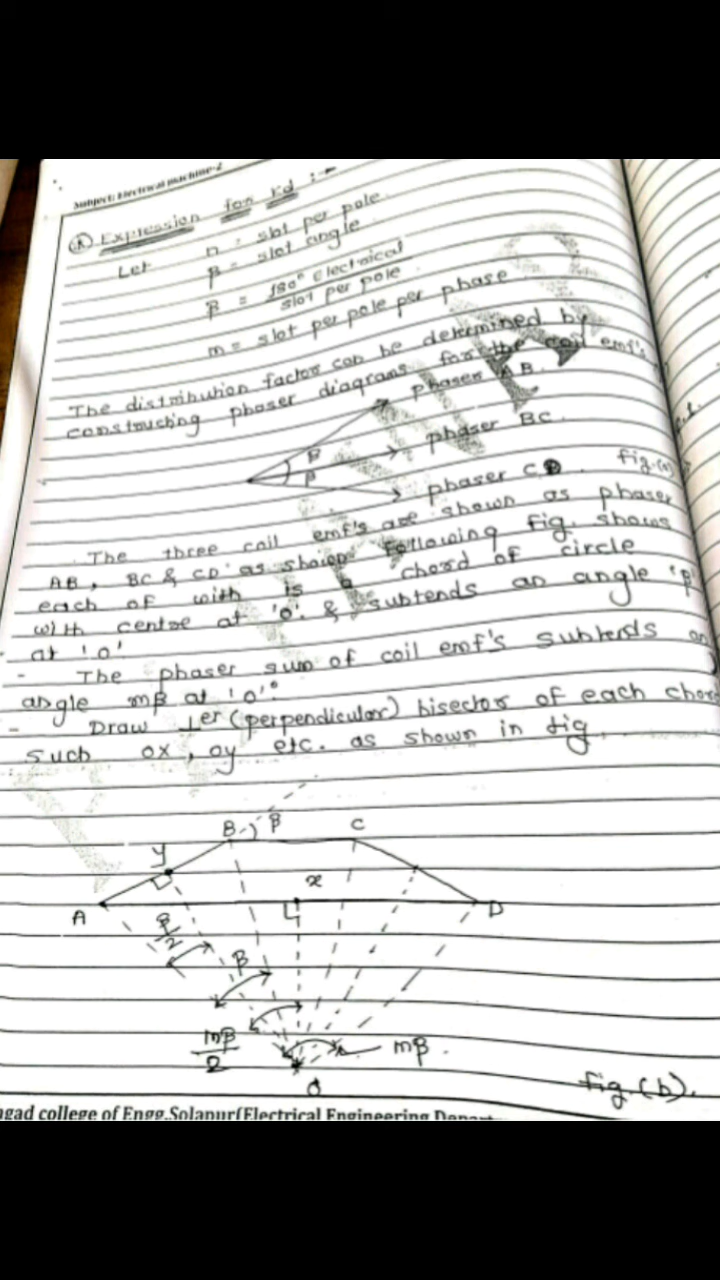 Subject: Electrical machine-2
(A) Expression for kd :-
Let n = slot per pole
β = slot angle
β = 180° Electrical / slot per pole
m = slot per pole per phase
The distribution factor can be determined by
constructing phaser diagrams for the coil emf's
phaser AB.
β
phaser BC.
β
phaser CD. fig.(a)
The three coil emf's are shown as phaser
AB, BC & CD as shown Following fig. shows
each of with is a chord of circle
with centre at 'o'. & subtends an angle 'β'
at 'o'
- The phaser sum of coil emf's subtends an
angle mβ at 'o'.
- Draw ⊥er (perpendicular) bisector of each chord
such ox, oy etc. as shown in fig
B β C
y
x
A D
β/2
β
mβ/2
mβ.
o
fig.(b).
college of Engg,Solapur(Electrical Engineering